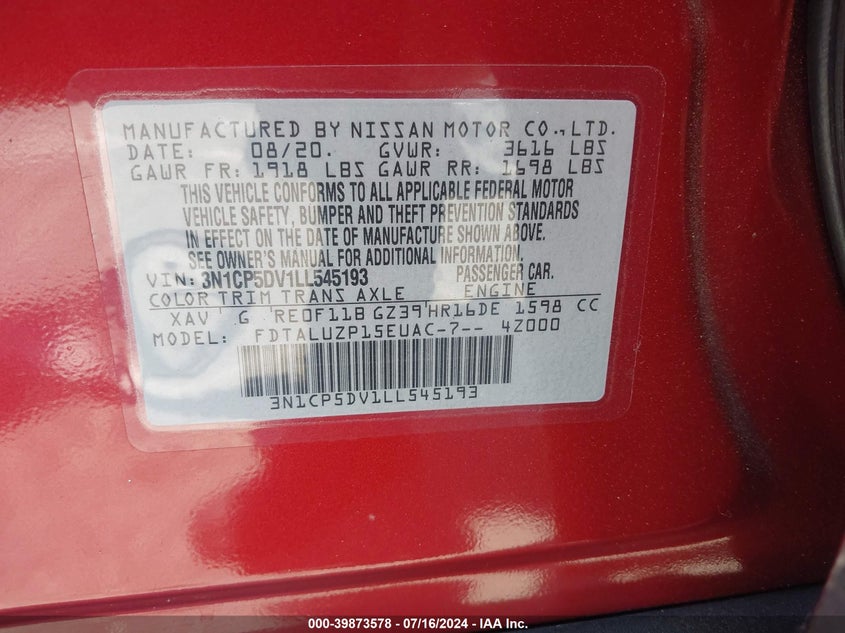 MANUFACTURED BY NISSAN MOTOR CO.,LTD.
DATE: 08/20. GVWR: 3616 LBS
GAWR FR: 1918 LBS GAWR RR: 1698 LBS
THIS VEHICLE CONFORMS TO ALL APPLICABLE FEDERAL MOTOR
VEHICLE SAFETY, BUMPER AND THEFT PREVENTION STANDARDS
IN EFFECT ON THE DATE OF MANUFACTURE SHOWN ABOVE.
SEE OWNER'S MANUAL FOR ADDITIONAL INFORMATION.
VIN: 3N1CP5DV1LL545193 PASSENGER CAR.
COLOR TRIM TRANS AXLE ENGINE
XAV G RE0F11B GZ39 HR16DE 1598 CC
MODEL: FDTALUZP15EUAC-7-- 4Z000
3N1CP5DV1LL545193
000-39873578 - 07/16/2024 - IAA Inc.